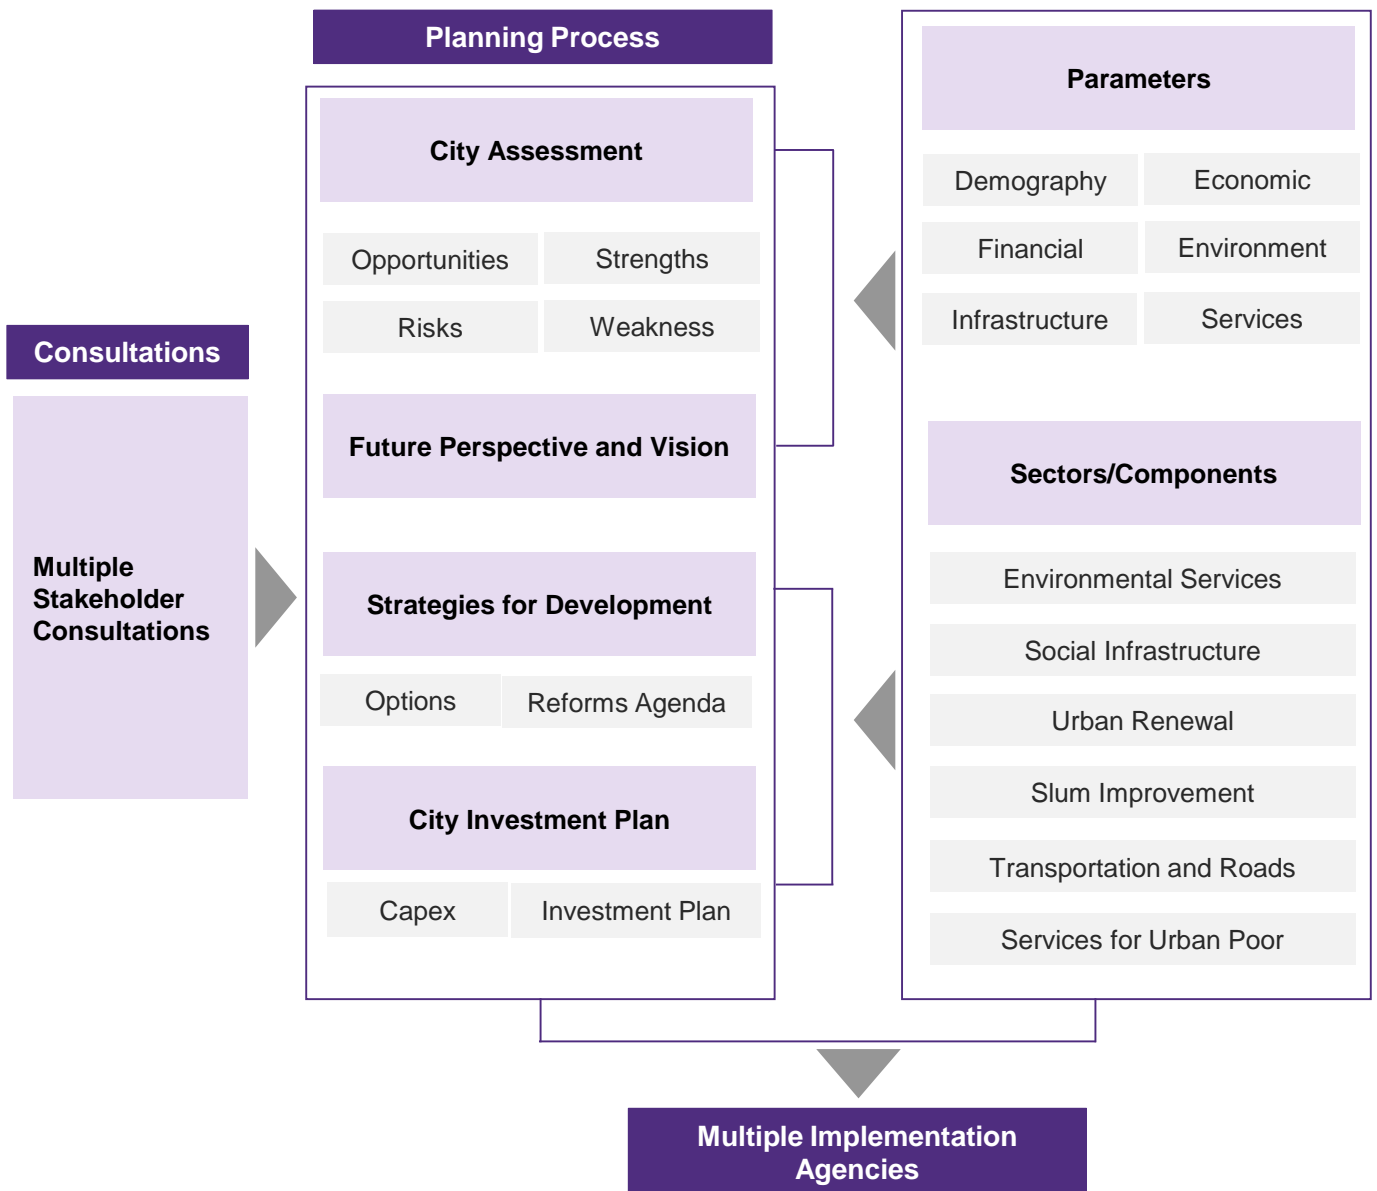 Planning Process
City Assessment
Opportunities
Strengths
Risks
Weakness
Future Perspective and Vision
Strategies for Development
Options
Reforms Agenda
City Investment Plan
Capex
Investment Plan
Consultations
Multiple
Stakeholder
Consultations
Parameters
Demography
Economic
Financial
Environment
Infrastructure
Services
Sectors/Components
Environmental Services
Social Infrastructure
Urban Renewal
Slum Improvement
Transportation and Roads
Services for Urban Poor
Multiple Implementation
Agencies